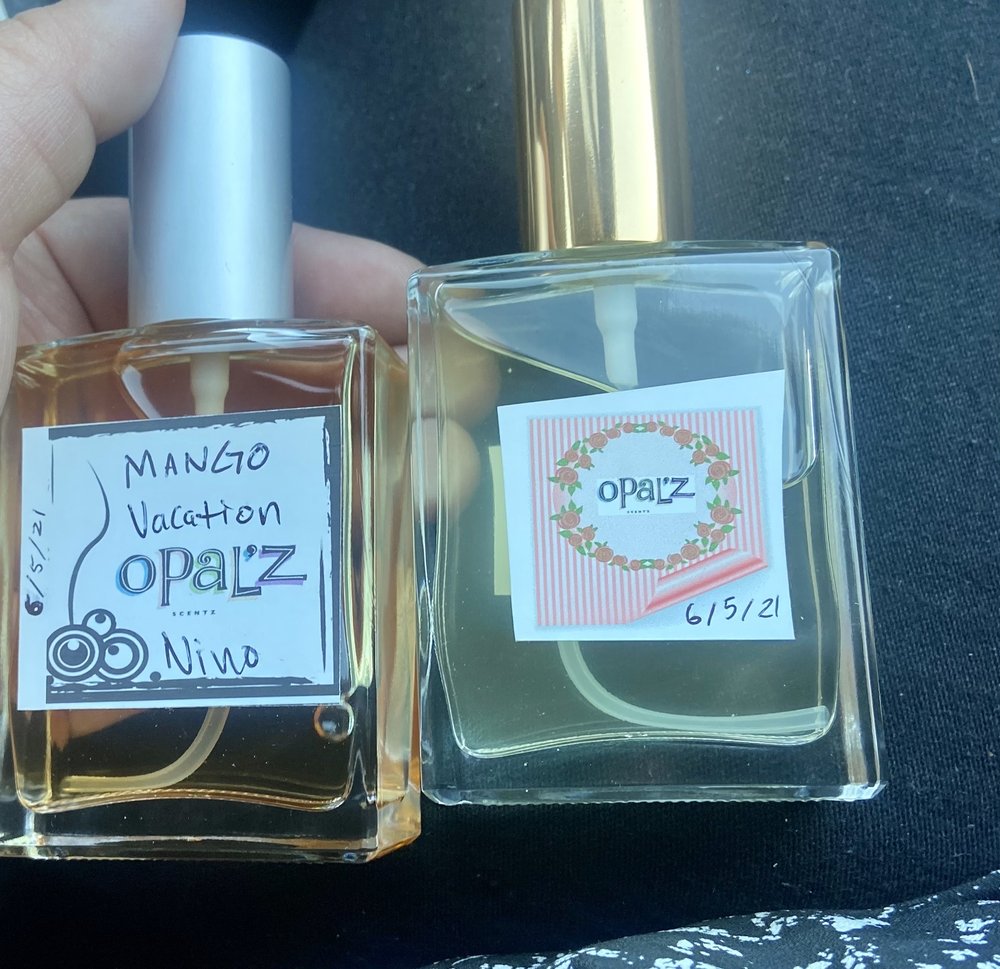 MANGO
Vacation
OPAL'Z
SCENTZ
Nino
6/5/21
OPAL'Z
SCENTZ
6/5/21